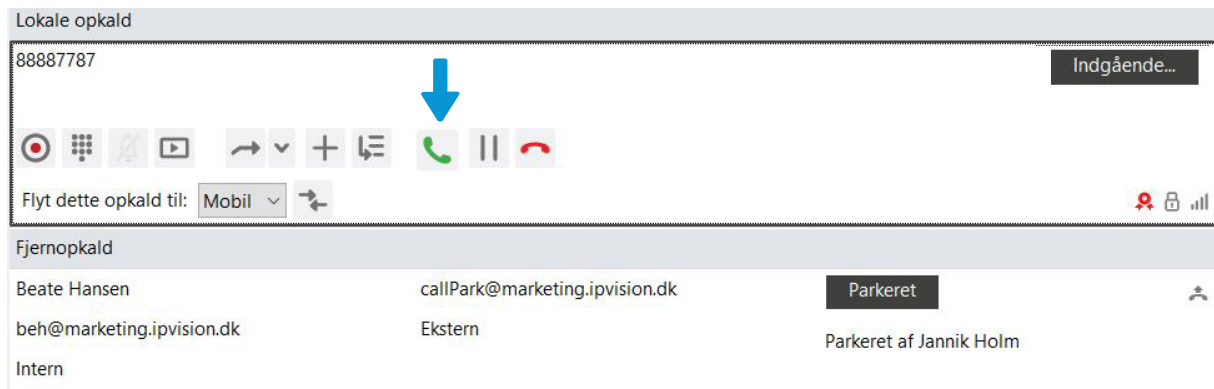 Lokale opkald
88887787
Indgående...
Flyt dette opkald til: Mobil
Fjernopkald
Beate Hansen callPark@marketing.ipvision.dk Parkeret
beh@marketing.ipvision.dk Ekstern Parkeret af Jannik Holm
Intern